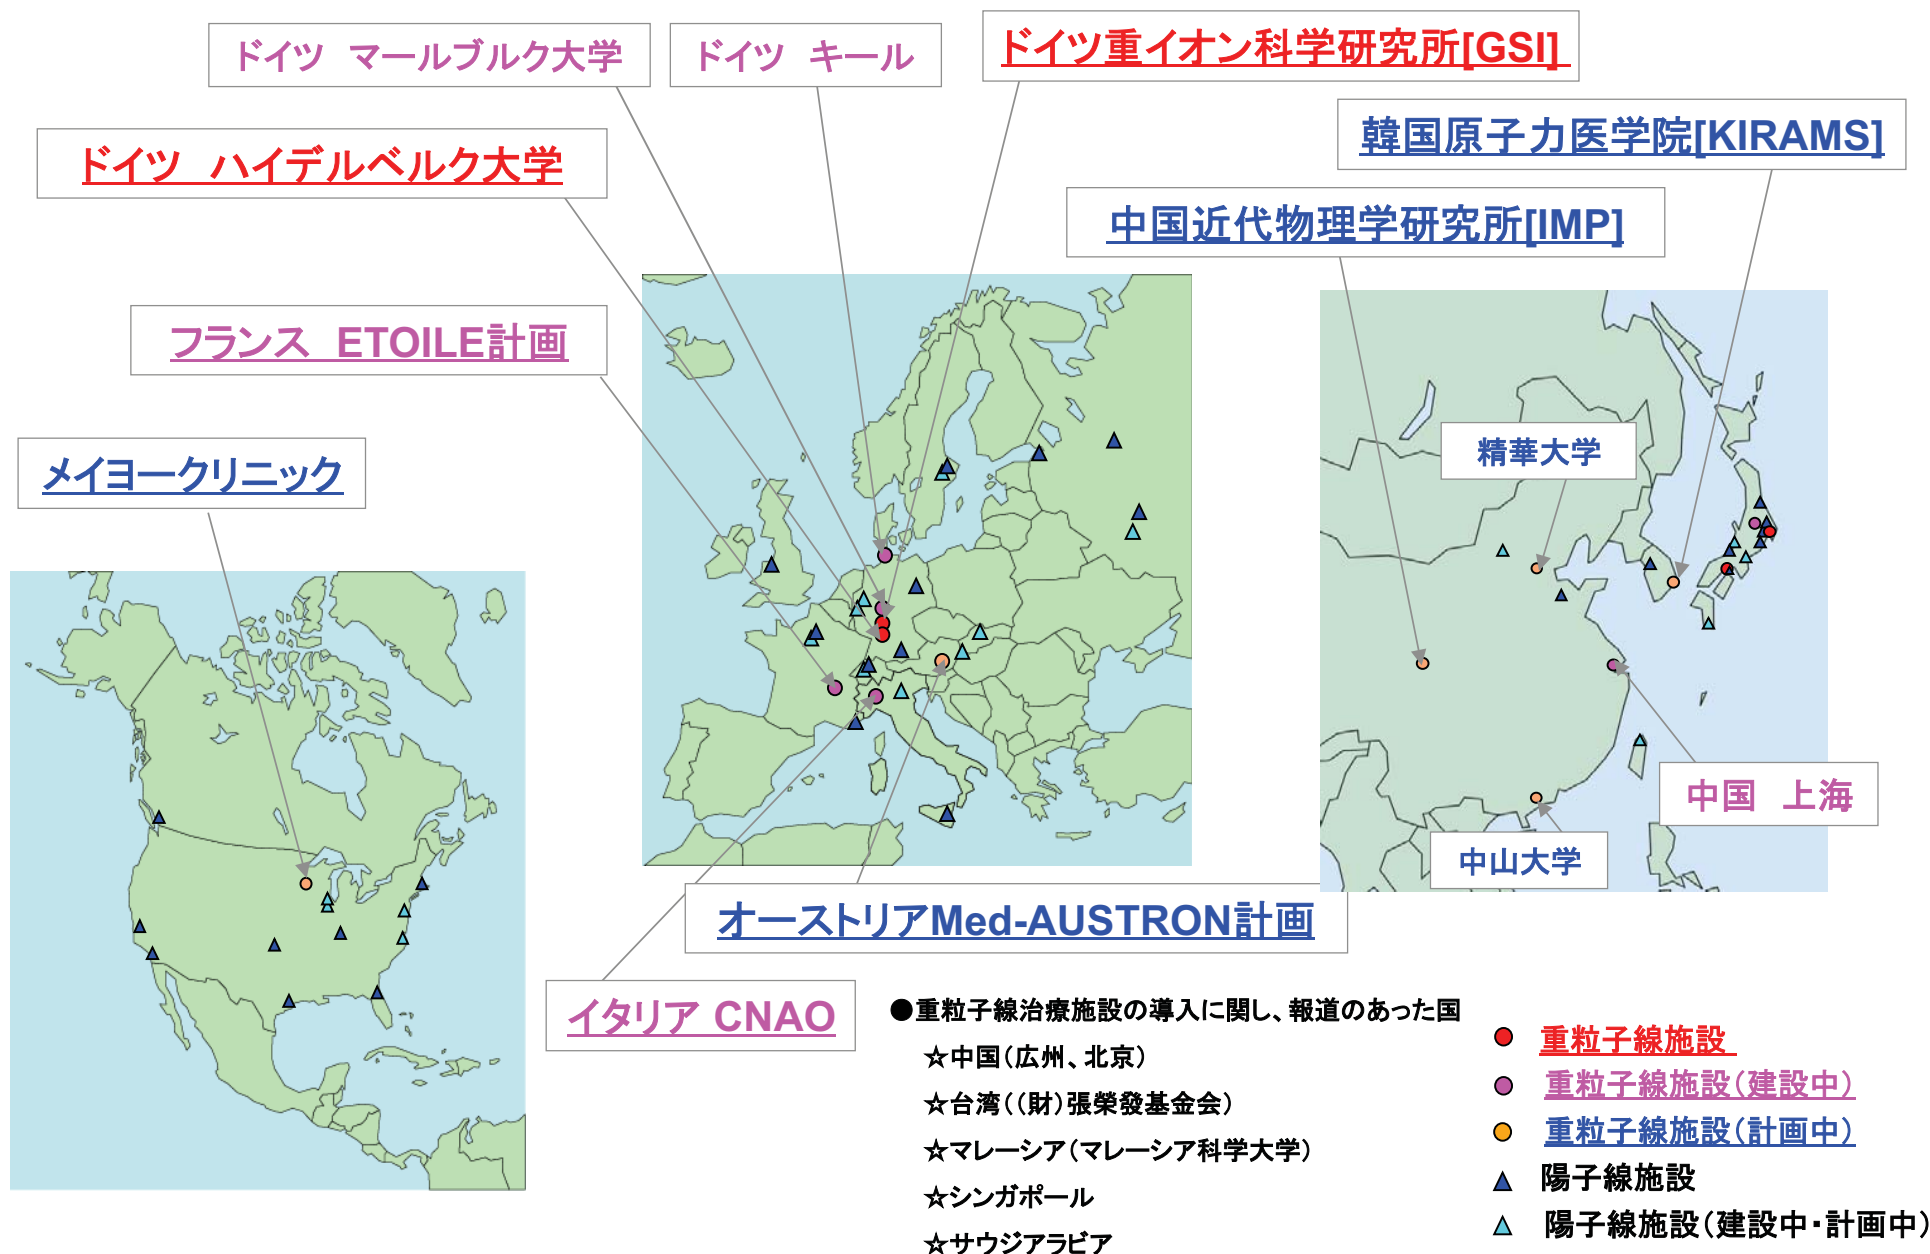 ドイツ　マールブルク大学
ドイツ　キール
ドイツ重イオン科学研究所[GSI]
韓国原子力医学院[KIRAMS]
ドイツ　ハイデルベルク大学
中国近代物理学研究所[IMP]
フランス　ETOILE計画
メイヨークリニック
精華大学
中国　上海
中山大学
オーストリアMed-AUSTRON計画
イタリア CNAO
●重粒子線治療施設の導入に関し、報道のあった国
☆中国（広州、北京）
☆台湾（（財）張榮發基金会）
☆マレーシア（マレーシア科学大学）
☆シンガポール
☆サウジアラビア
重粒子線施設
重粒子線施設（建設中）
重粒子線施設（計画中）
陽子線施設
陽子線施設（建設中・計画中）